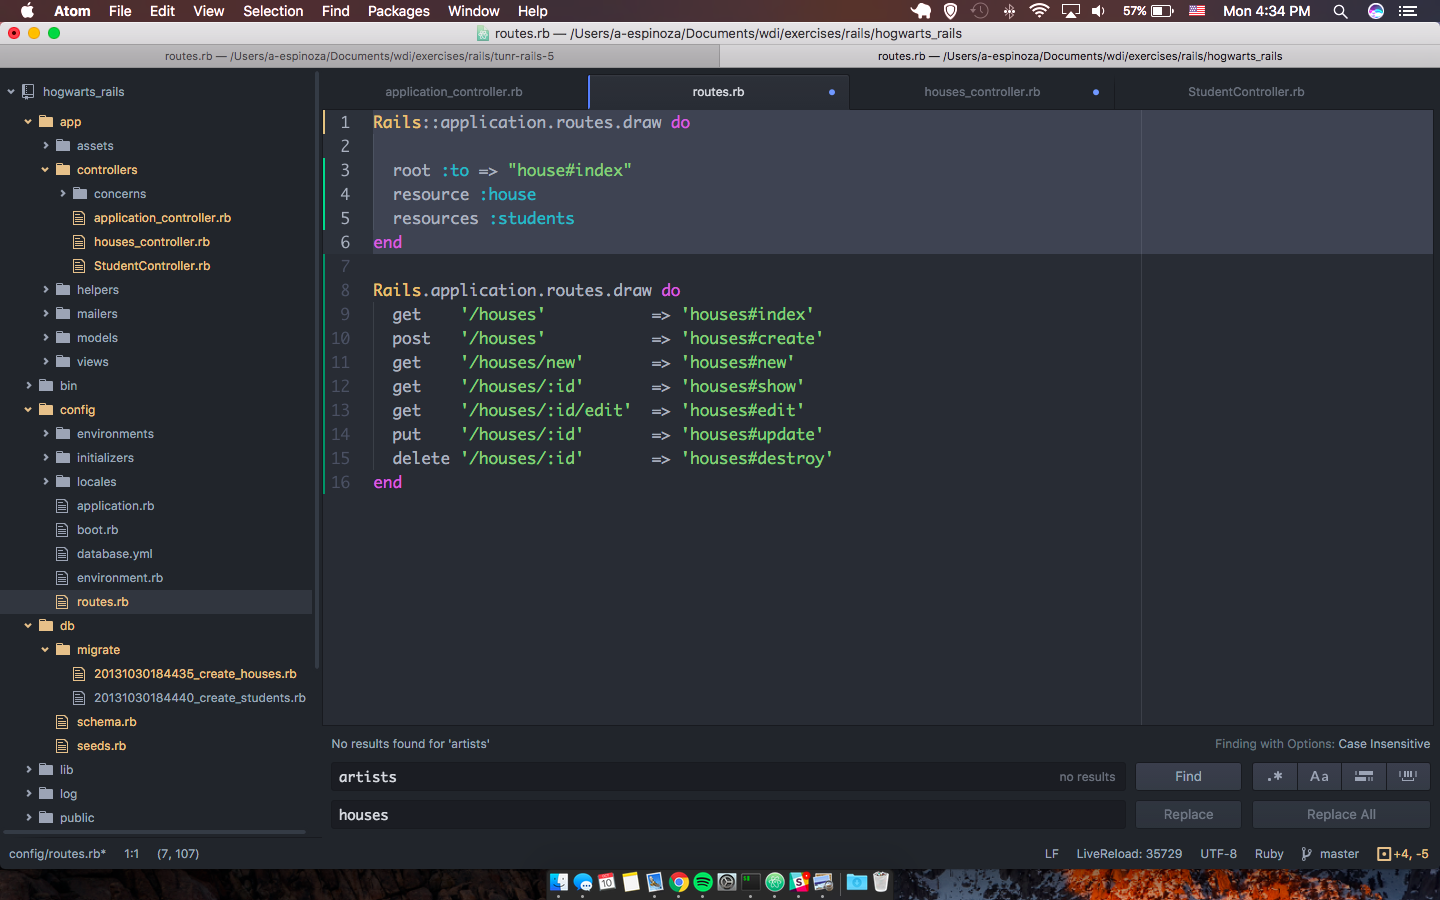 Atom File Edit View Selection Find Packages Window Help 57% Mon 4:34 PM
routes.rb — /Users/a-espinoza/Documents/wdi/exercises/rails/hogwarts_rails
routes.rb — /Users/a-espinoza/Documents/wdi/exercises/rails/tunr-rails-5 routes.rb — /Users/a-espinoza/Documents/wdi/exercises/rails/hogwarts_rails
hogwarts_rails
app
assets
controllers
concerns
application_controller.rb
houses_controller.rb
StudentController.rb
helpers
mailers
models
views
bin
config
environments
initializers
locales
application.rb
boot.rb
database.yml
environment.rb
routes.rb
db
migrate
20131030184435_create_houses.rb
20131030184440_create_students.rb
schema.rb
seeds.rb
lib
log
public
application_controller.rb routes.rb houses_controller.rb StudentController.rb
1 Rails::application.routes.draw do
2
3   root :to => "house#index"
4   resource :house
5   resources :students
6 end
7
8 Rails.application.routes.draw do
9   get    '/houses'           => 'houses#index'
10   post   '/houses'           => 'houses#create'
11   get    '/houses/new'       => 'houses#new'
12   get    '/houses/:id'       => 'houses#show'
13   get    '/houses/:id/edit'  => 'houses#edit'
14   put    '/houses/:id'       => 'houses#update'
15   delete '/houses/:id'       => 'houses#destroy'
16 end
No results found for 'artists' Finding with Options: Case Insensitive
artists no results Find .* Aa
houses Replace Replace All
config/routes.rb* 1:1 (7, 107) LF LiveReload: 35729 UTF-8 Ruby master +4, -5
10